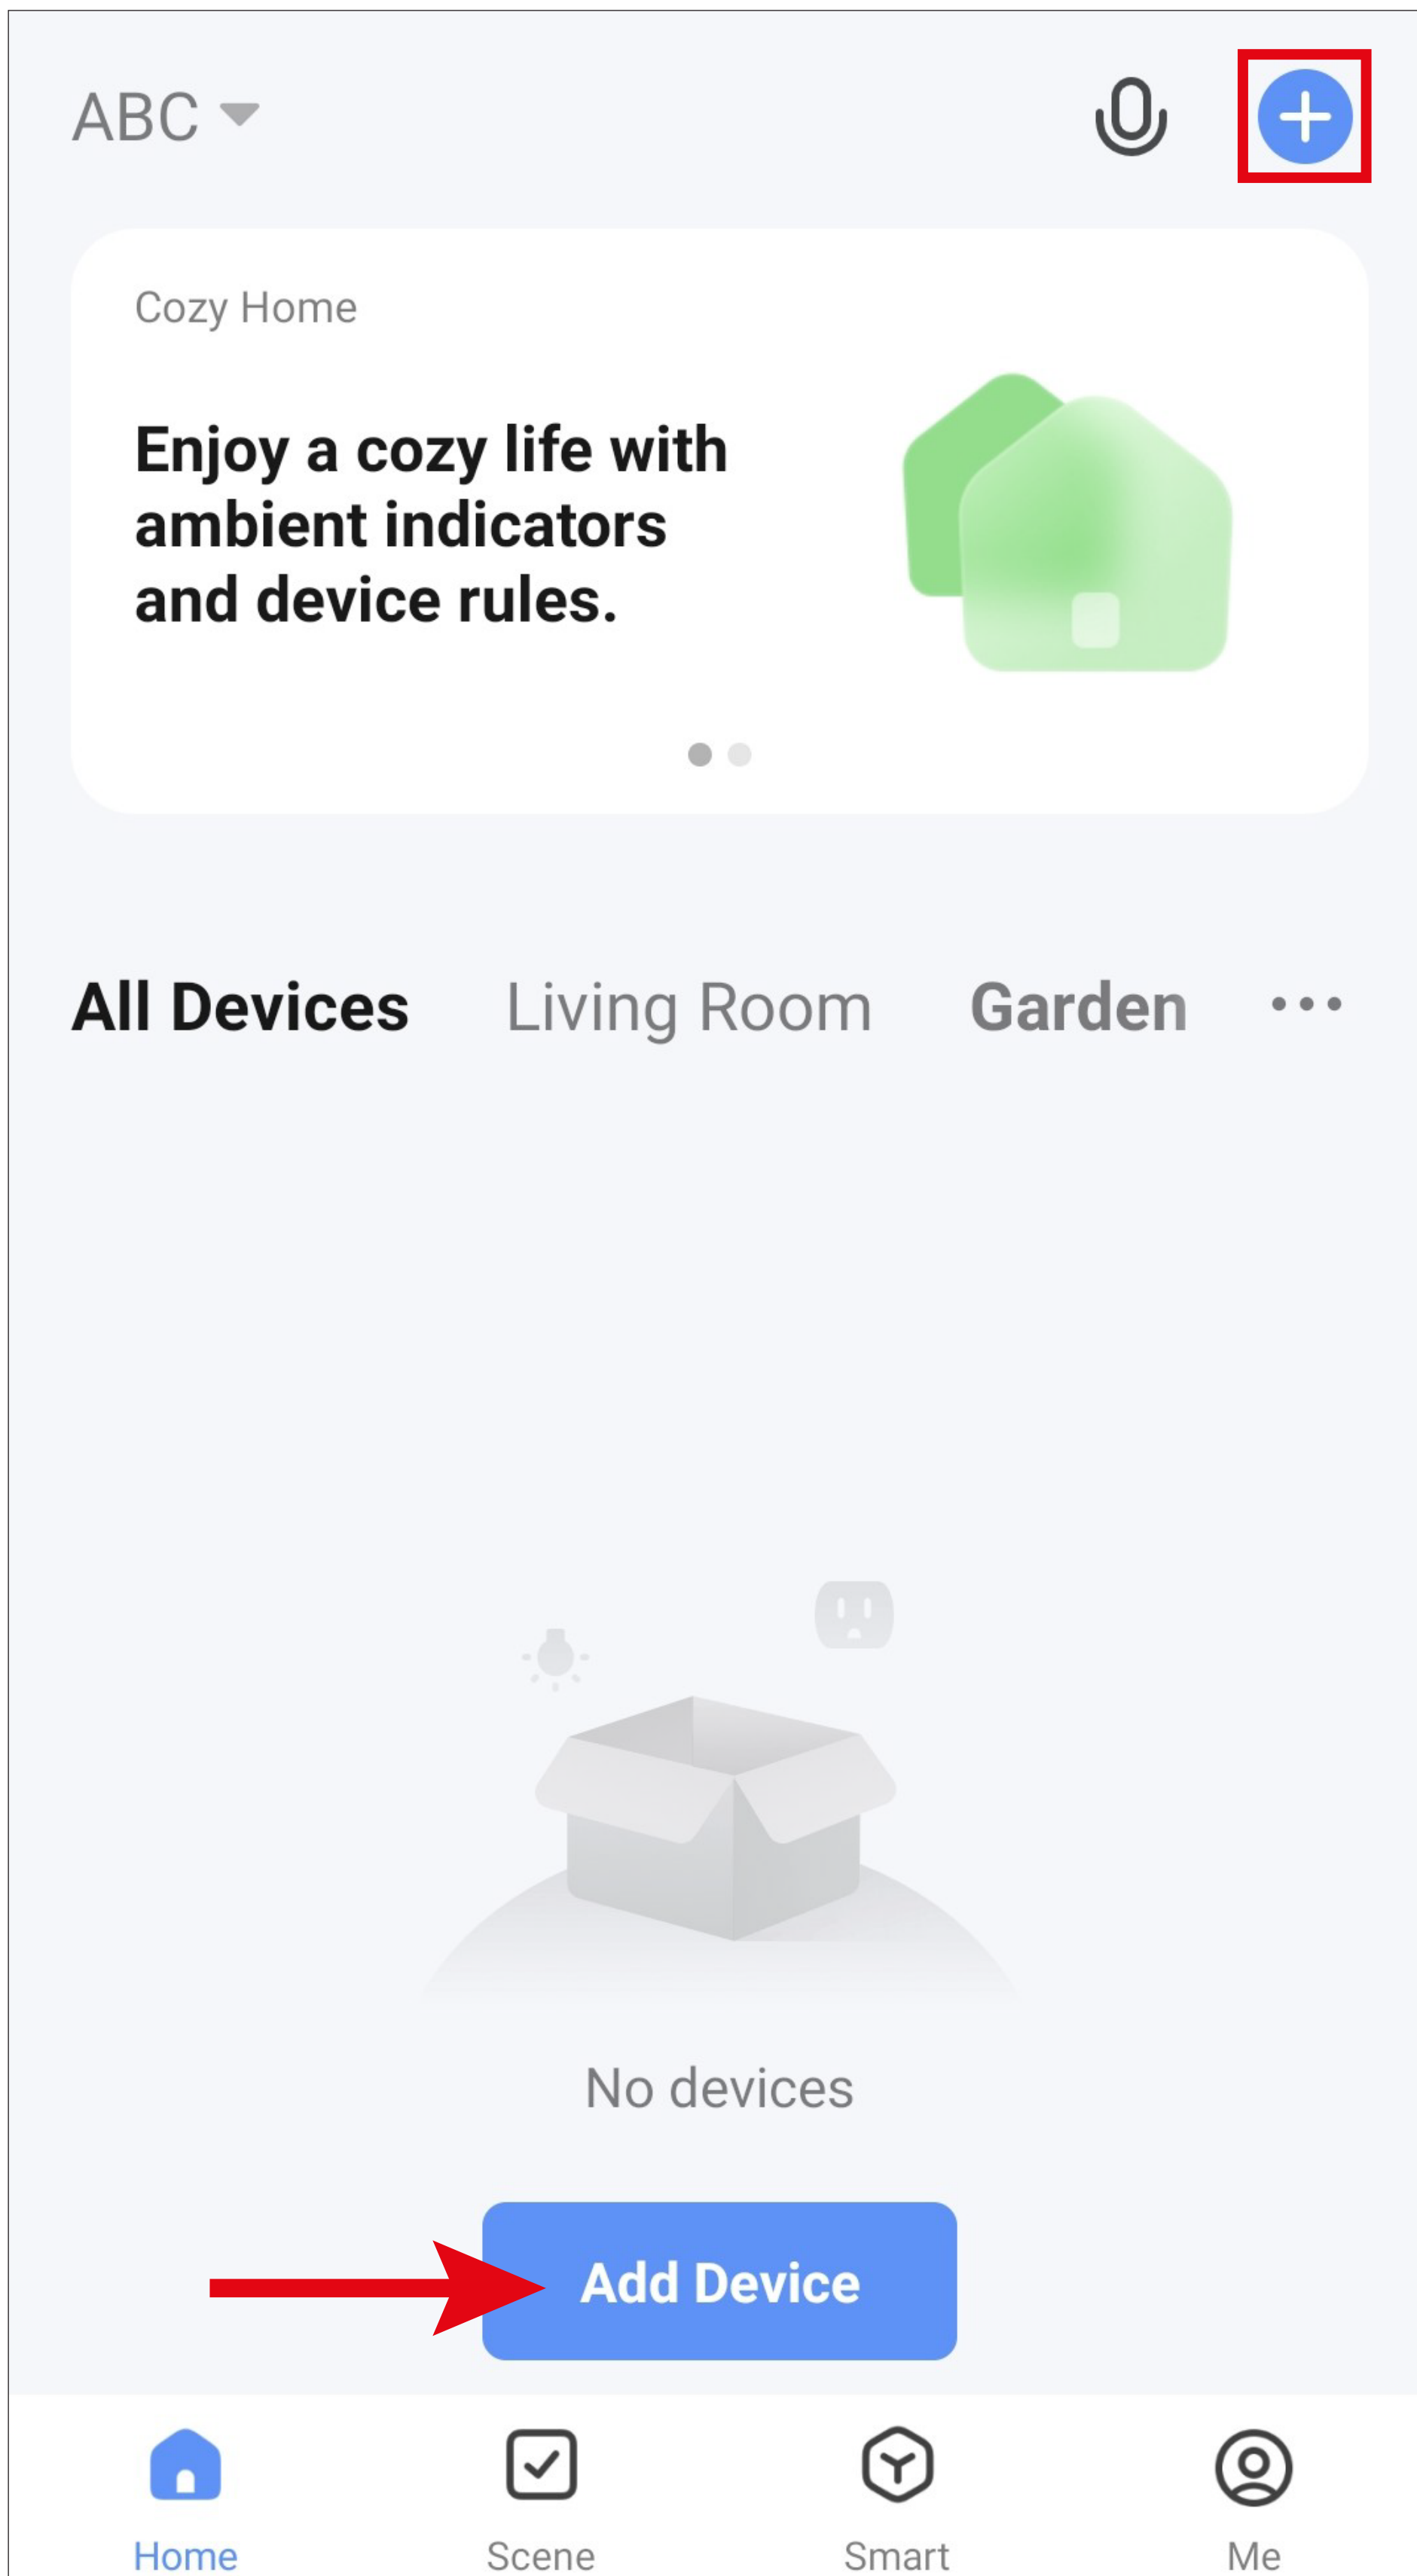 ABC
Cozy Home
Enjoy a cozy life with
ambient indicators
and device rules.
All Devices Living Room Garden
No devices
Add Device
Home Scene Smart Me